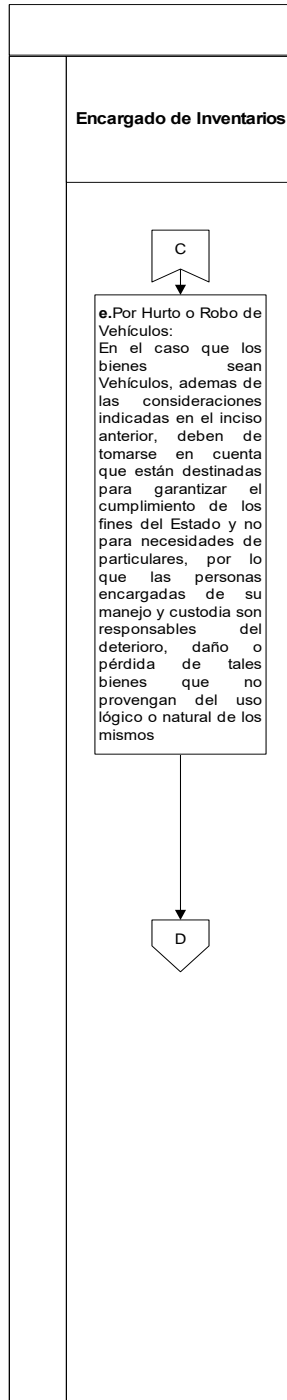 Encargado de Inventarios
C
e.Por Hurto o Robo de
Vehículos:
En el caso que los
bienes sean
Vehículos, ademas de
las consideraciones
indicadas en el inciso
anterior, deben de
tomarse en cuenta
que están destinadas
para garantizar el
cumplimiento de los
fines del Estado y no
para necesidades de
particulares, por lo
que las personas
encargadas de su
manejo y custodia son
responsables del
deterioro, daño o
pérdida de tales
bienes que no
provengan del uso
lógico o natural de los
mismos
D